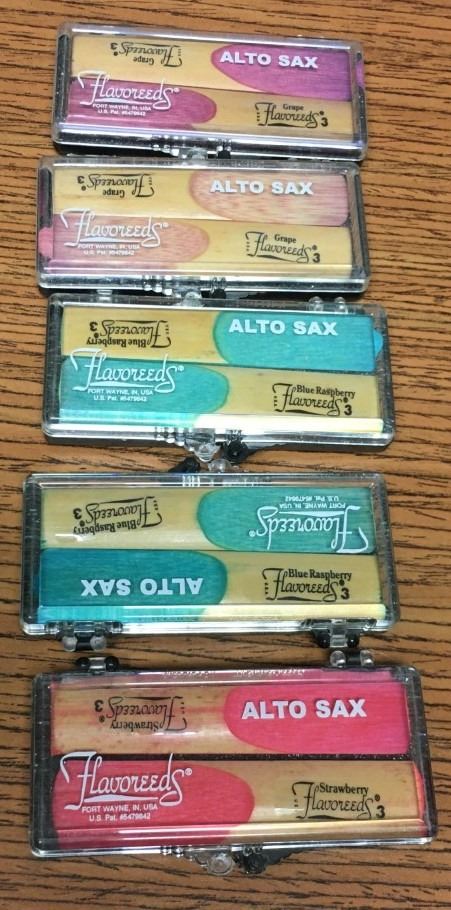 Grape
Flavoreeds®
3
ALTO SAX
Flavoreeds®
FORT WAYNE, IN, USA
U.S. Pat. #5479842
Grape
Flavoreeds®
3
Grape
Flavoreeds®
3
ALTO SAX
Flavoreeds®
FORT WAYNE, IN, USA
U.S. Pat. #5479842
Grape
Flavoreeds®
3
Blue Raspberry
Flavoreeds®
3
ALTO SAX
Flavoreeds®
FORT WAYNE, IN, USA
U.S. Pat. #5479842
Blue Raspberry
Flavoreeds®
3
Blue Raspberry
Flavoreeds®
3
Flavoreeds®
FORT WAYNE, IN, USA
U.S. Pat. #5479842
ALTO SAX
Blue Raspberry
Flavoreeds®
3
Strawberry
Flavoreeds®
3
ALTO SAX
Flavoreeds®
FORT WAYNE, IN, USA
U.S. Pat. #5479842
Strawberry
Flavoreeds®
3